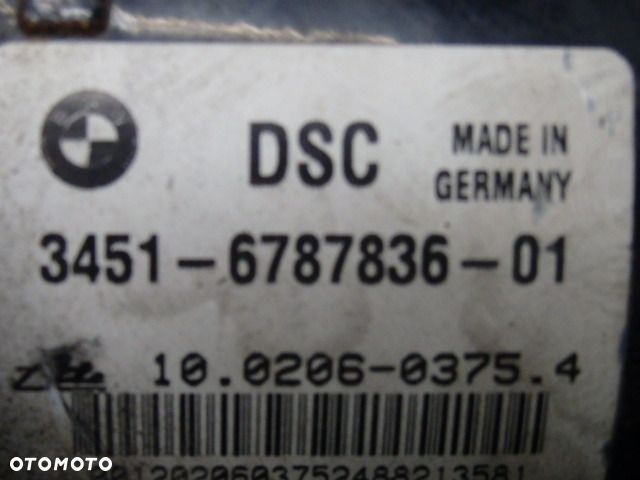 DSC
MADE IN
GERMANY
3451-6787836-01
10.0206-0375.4
OTOMOTO